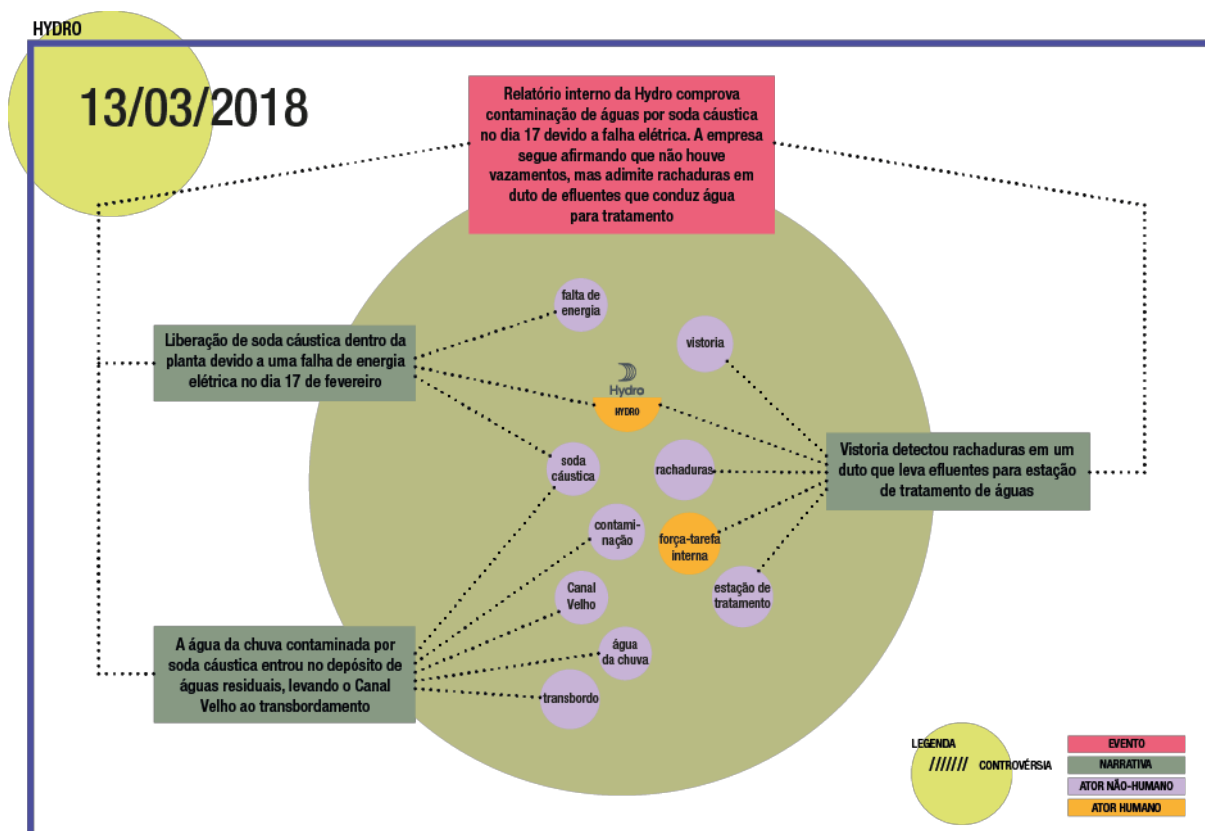 HYDRO
13/03/2018
Relatório interno da Hydro comprova
contaminação de águas por soda cáustica
no dia 17 devido a falha elétrica. A empresa
segue afirmando que não houve
vazamentos, mas adimite rachaduras em
duto de efluentes que conduz água
para tratamento
falta de
energia
vistoria
Liberação de soda cáustica dentro da
planta devido a uma falha de energia
elétrica no dia 17 de fevereiro
Hydro
HYDRO
soda
cáustica
rachaduras
Vistoria detectou rachaduras em um
duto que leva efluentes para estação
de tratamento de águas
contami-
nação
força-tarefa
interna
Canal
Velho
estação de
tratamento
A água da chuva contaminada por
soda cáustica entrou no depósito de
águas residuais, levando o Canal
Velho ao transbordamento
água
da chuva
transbordo
LEGENDA
/////// CONTROVÉRSIA
EVENTO
NARRATIVA
ATOR NÃO-HUMANO
ATOR HUMANO